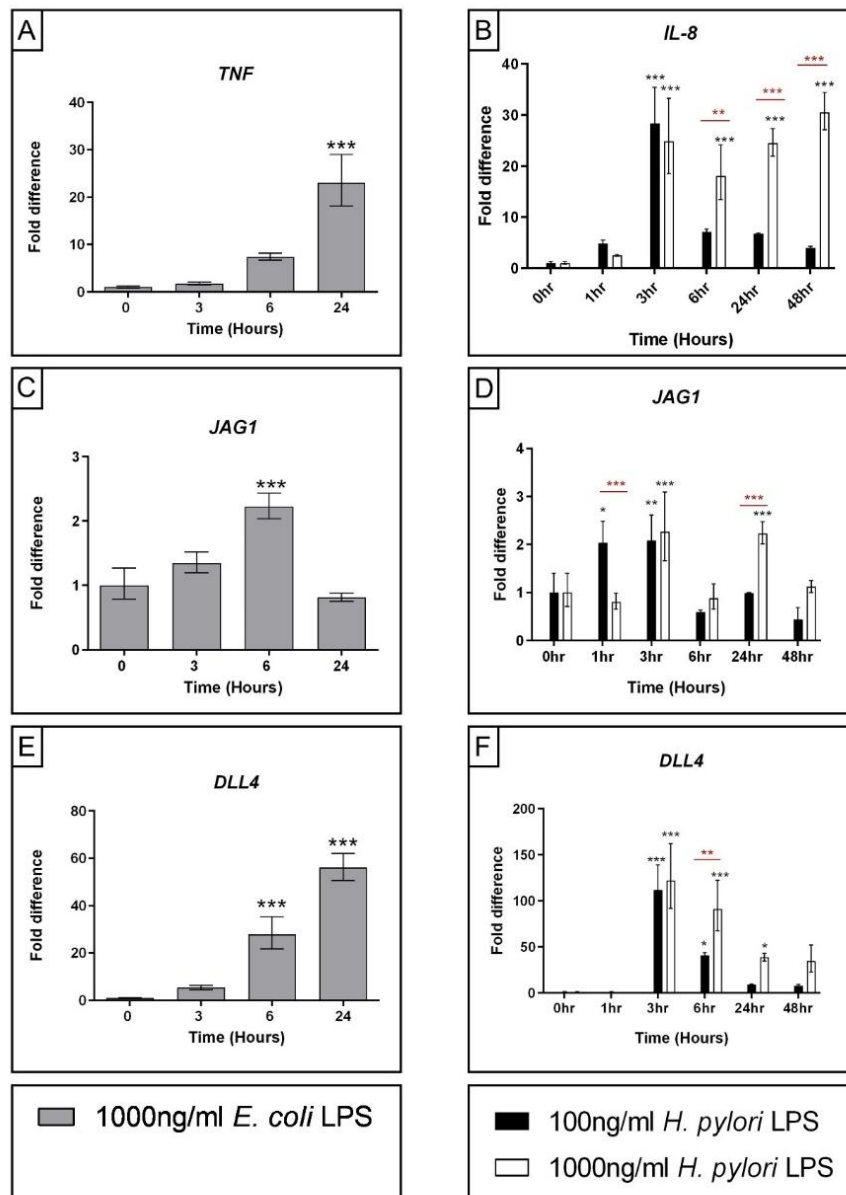 A
TNF
Fold difference
40
30
20
10
0
***
0 3 6 24
Time (Hours)
B
IL-8
Fold difference
40
30
20
10
0
*** *** ** *** *** *** *** ***
0hr 1hr 3hr 6hr 24hr 48hr
Time (Hours)
C
JAG1
Fold difference
3
2
1
0
***
0 3 6 24
Time (Hours)
D
JAG1
Fold difference
4
3
2
1
0
* *** ** *** *** ***
0hr 1hr 3hr 6hr 24hr 48hr
Time (Hours)
E
DLL4
Fold difference
80
60
40
20
0
*** ***
0 3 6 24
Time (Hours)
F
DLL4
Fold difference
200
150
100
50
0
*** *** * ** *** *
0hr 1hr 3hr 6hr 24hr 48hr
Time (Hours)
1000ng/ml E. coli LPS
100ng/ml H. pylori LPS
1000ng/ml H. pylori LPS